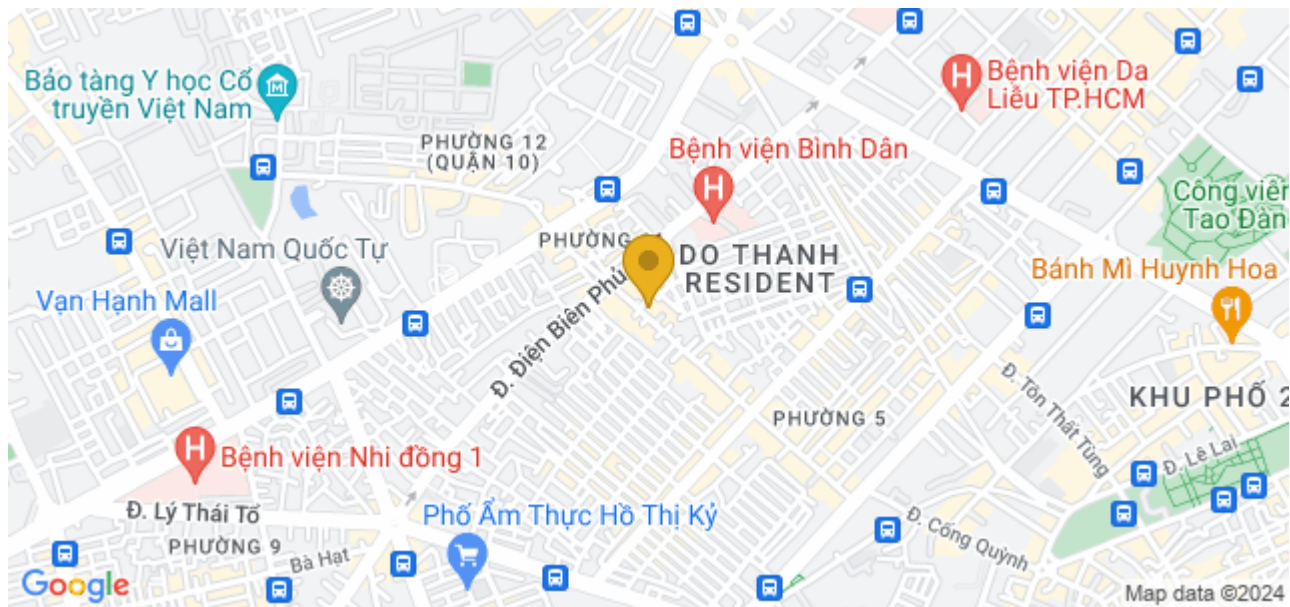 Bảo tàng Y học Cổ
truyền Việt Nam
H
Bệnh viện Da
Liễu TP.HCM
PHƯỜNG 12
(QUẬN 10)
Bệnh viện Bình Dân
H
Công viên
Tao Đàn
Việt Nam Quốc Tự
PHƯỜNG
DO THANH
RESIDENT
Bánh Mì Huynh Hoa
Vạn Hạnh Mall
Đ. Điện Biên Phủ
Đ. Tôn Thất Tùng
KHU PHỐ 2
PHƯỜNG 5
H
Bệnh viện Nhi đồng 1
Đ. Lê Lai
Đ. Lý Thái Tổ
Phố Ẩm Thực Hồ Thị Kỷ
Đ. Cống Quỳnh
PHƯỜNG 9
Bà Hạt
Google
Map data ©2024